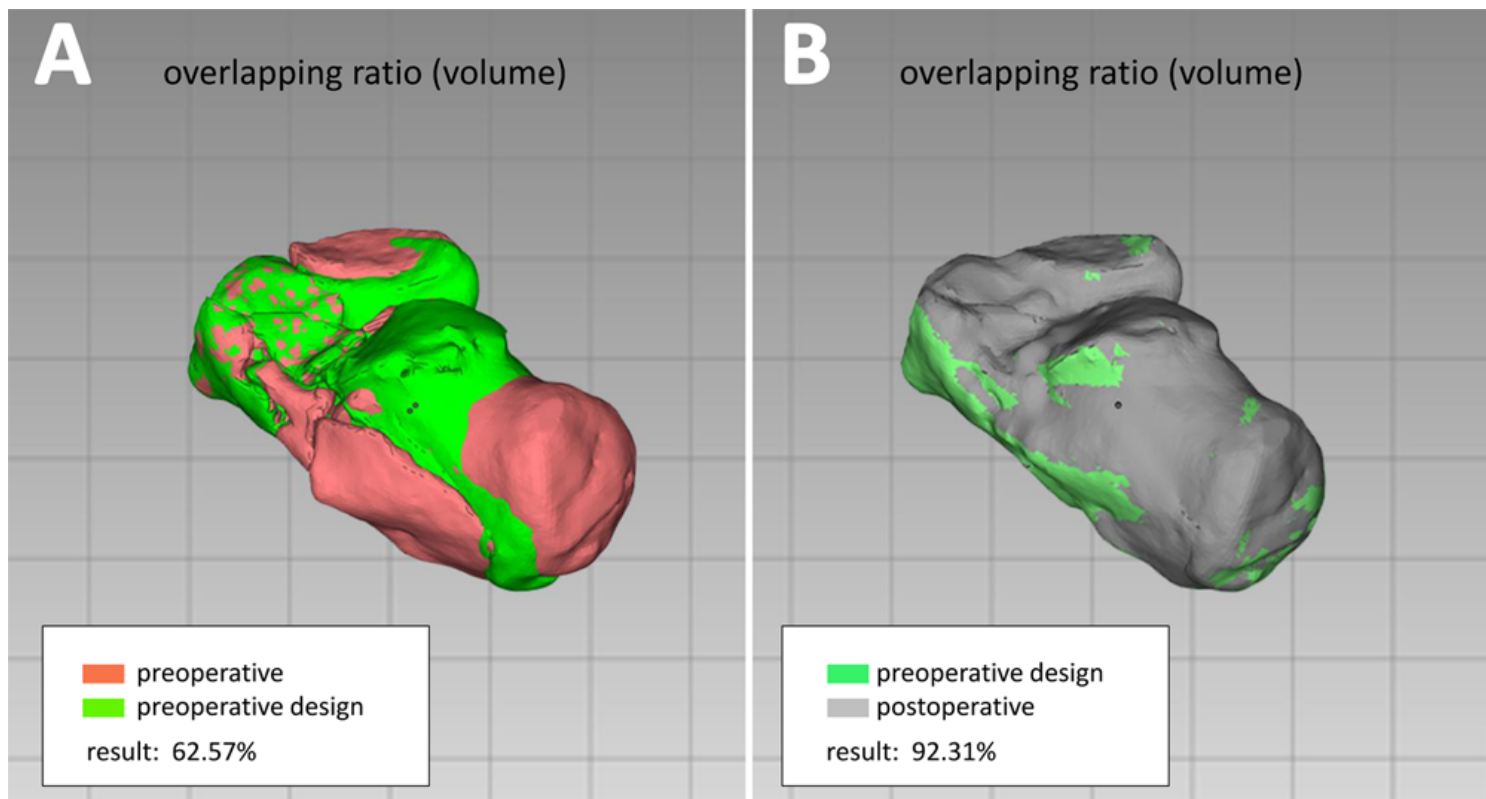 A
overlapping ratio (volume)
preoperative
preoperative design
result: 62.57%
B
overlapping ratio (volume)
preoperative design
postoperative
result: 92.31%